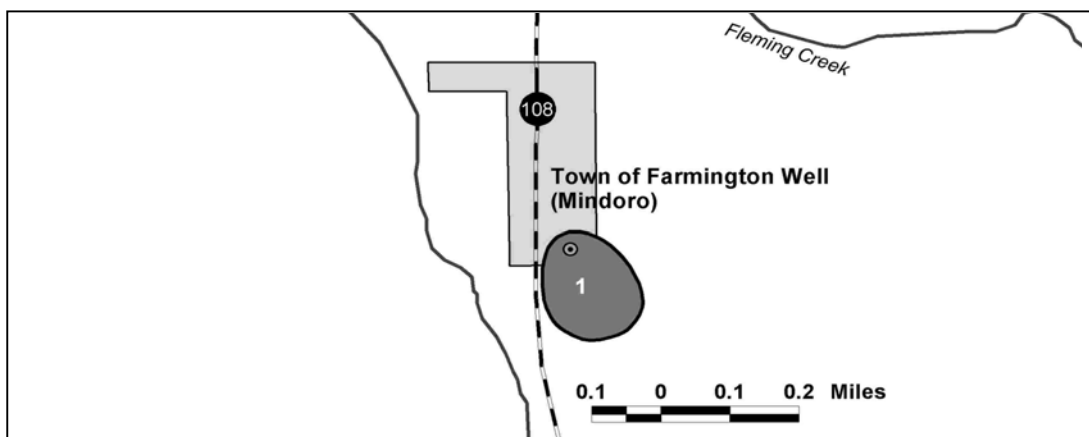 Fleming Creek
108
Town of Farmington Well
(Mindoro)
1
0.1 0 0.1 0.2 Miles